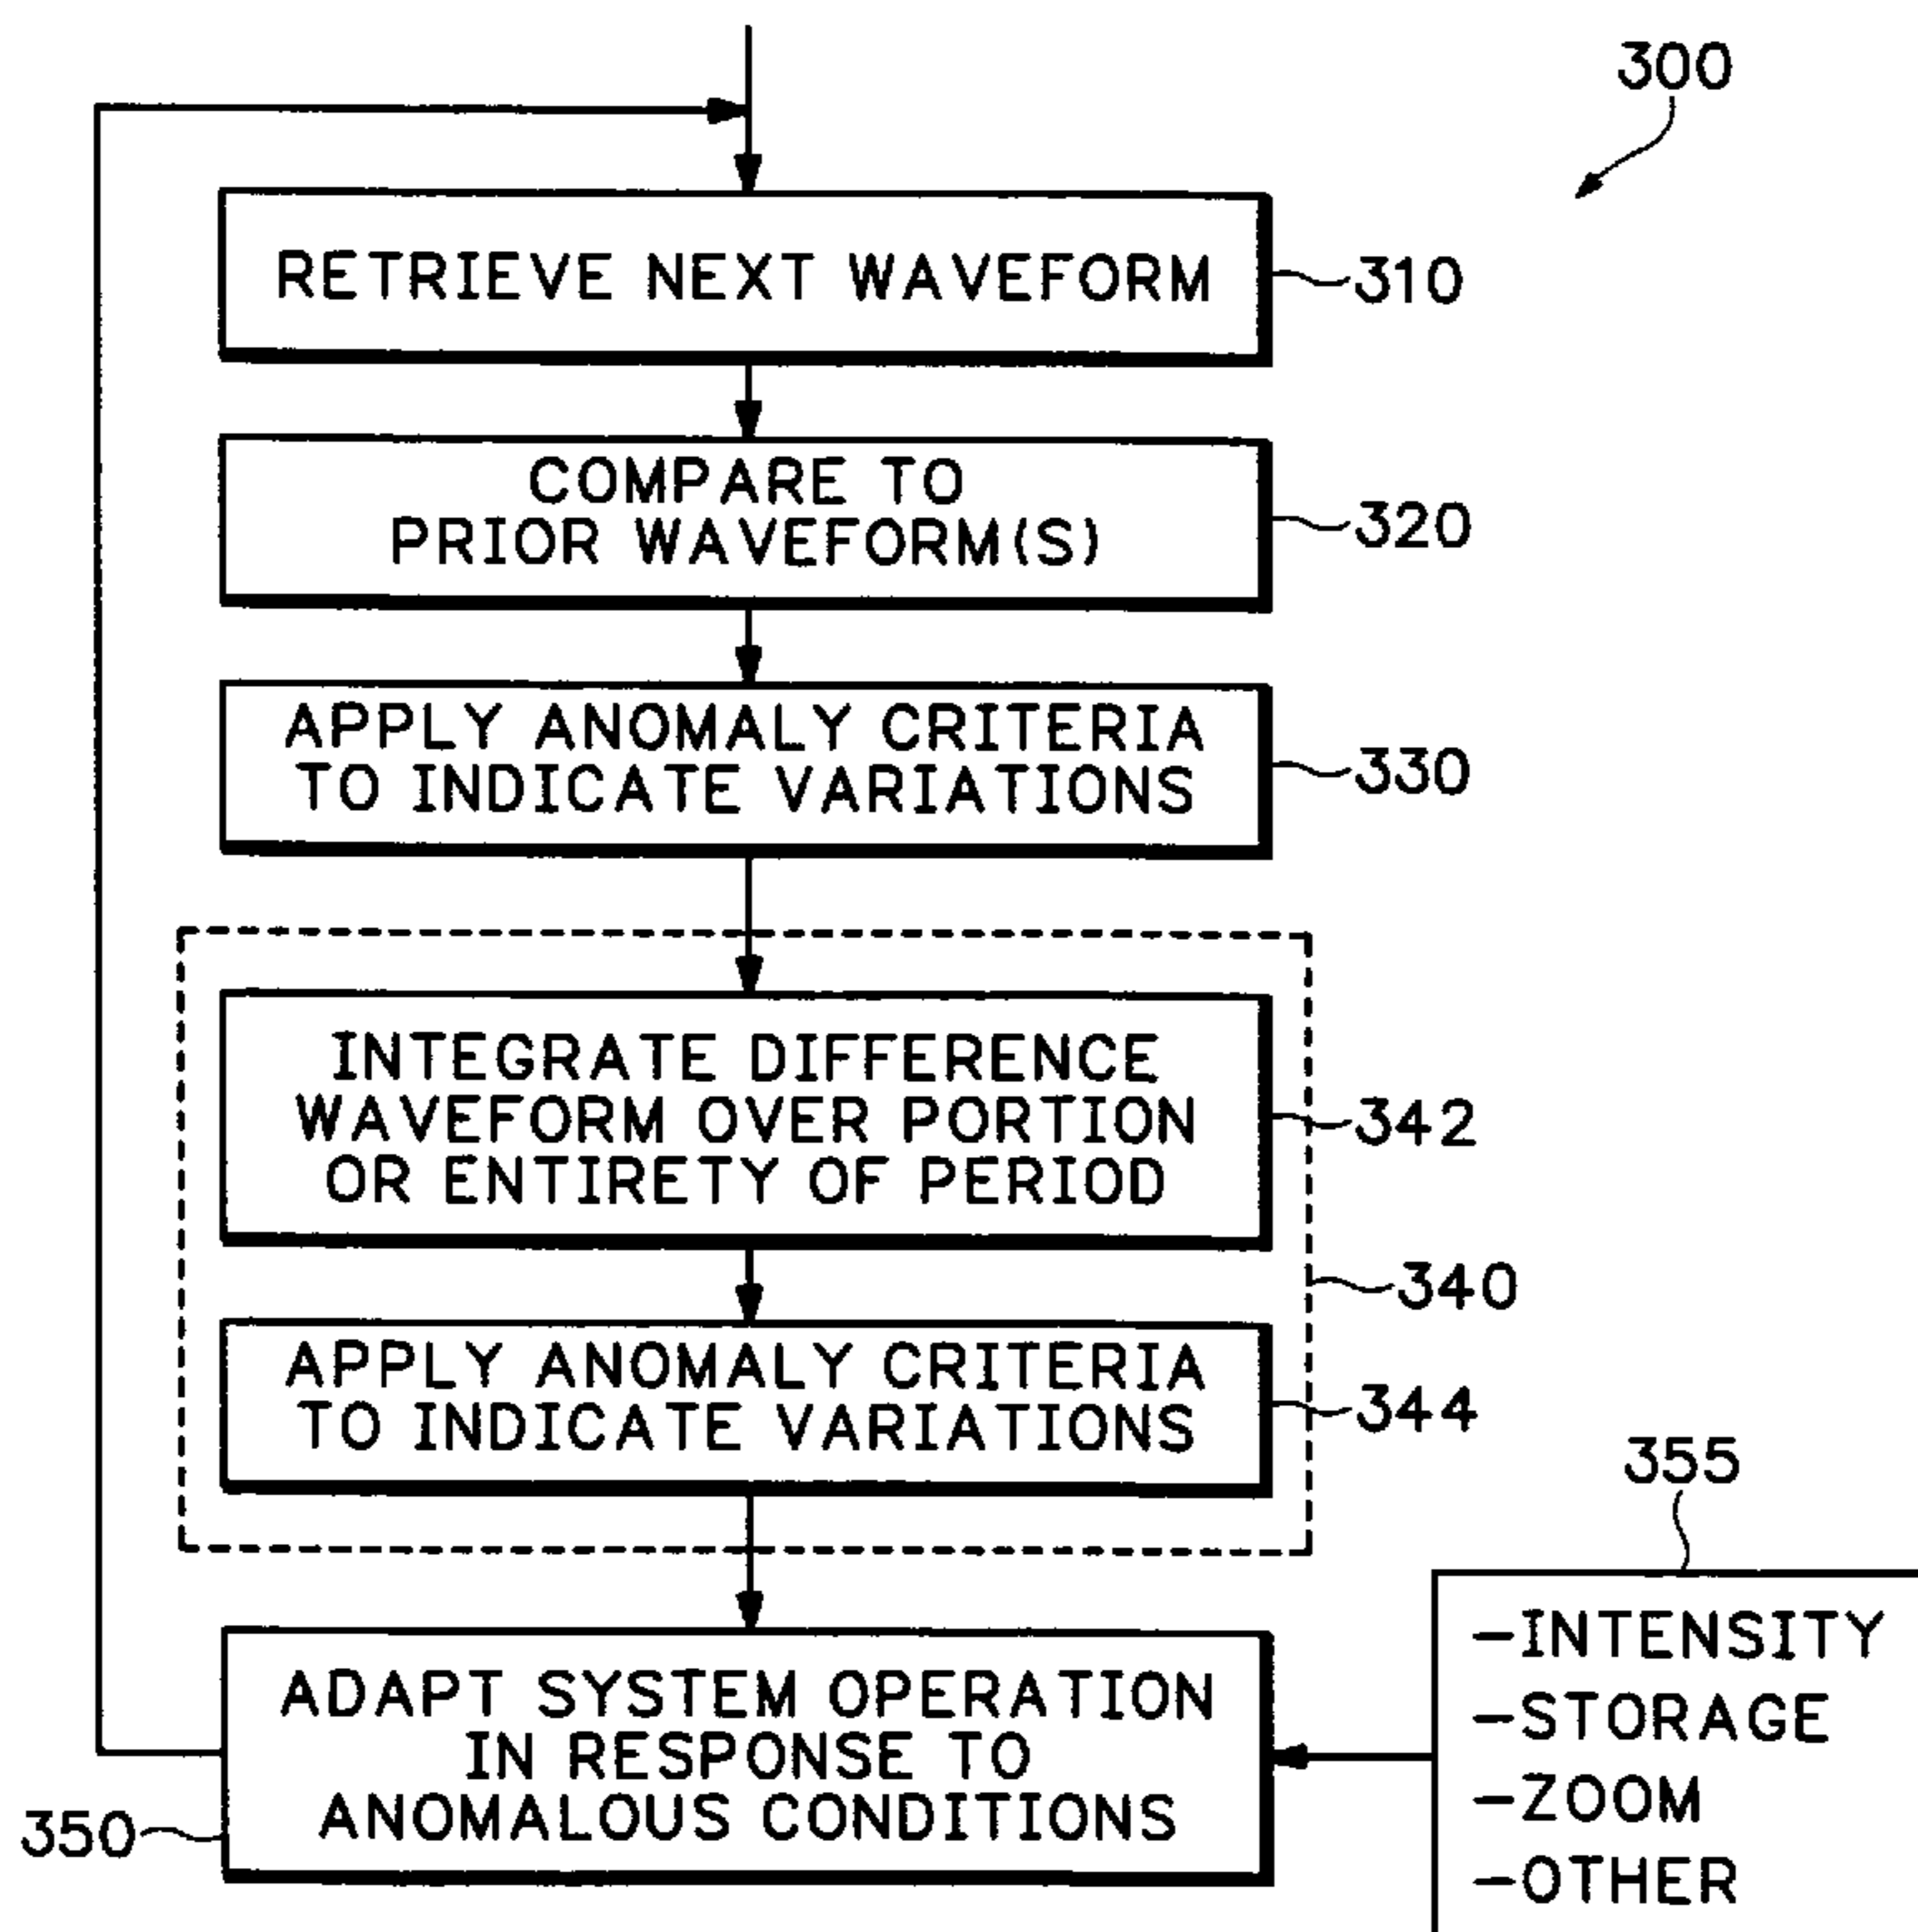 300
RETRIEVE NEXT WAVEFORM
310
COMPARE TO
PRIOR WAVEFORM(S)
320
APPLY ANOMALY CRITERIA
TO INDICATE VARIATIONS
330
INTEGRATE DIFFERENCE
WAVEFORM OVER PORTION
OR ENTIRETY OF PERIOD
342
340
APPLY ANOMALY CRITERIA
TO INDICATE VARIATIONS
344
355
-INTENSITY
-STORAGE
-ZOOM
-OTHER
ADAPT SYSTEM OPERATION
IN RESPONSE TO
ANOMALOUS CONDITIONS
350